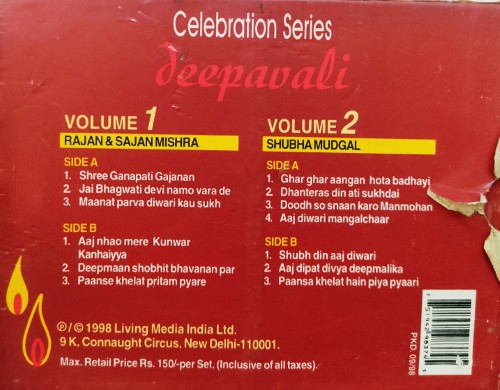 Celebration Series
deepavali
VOLUME 1
RAJAN & SAJAN MISHRA
SIDE A
1. Shree Ganapati Gajanan
2. Jai Bhagwati devi namo vara de
3. Maanat parva diwari kau sukh
SIDE B
1. Aaj nhao mere Kunwar
Kanhaiyya
2. Deepmaan shobhit bhavanan par
3. Paanse khelat pritam pyare
VOLUME 2
SHUBHA MUDGAL
SIDE A
1. Ghar ghar aangan hota badhayi
2. Dhanteras din ati sukhdai
3. Doodh so snaan karo Manmohan
4. Aaj diwari mangalchaar
SIDE B
1. Shubh din aaj diwari
2. Aaj dipat divya deepmalika
3. Paansa khelat hain piya pyaari
℗/© 1998 Living Media India Ltd.
9 K, Connaught Circus, New Delhi-110001.
Max. Retail Price Rs. 150/-per Set. (Inclusive of all taxes).
PKD. 09/98